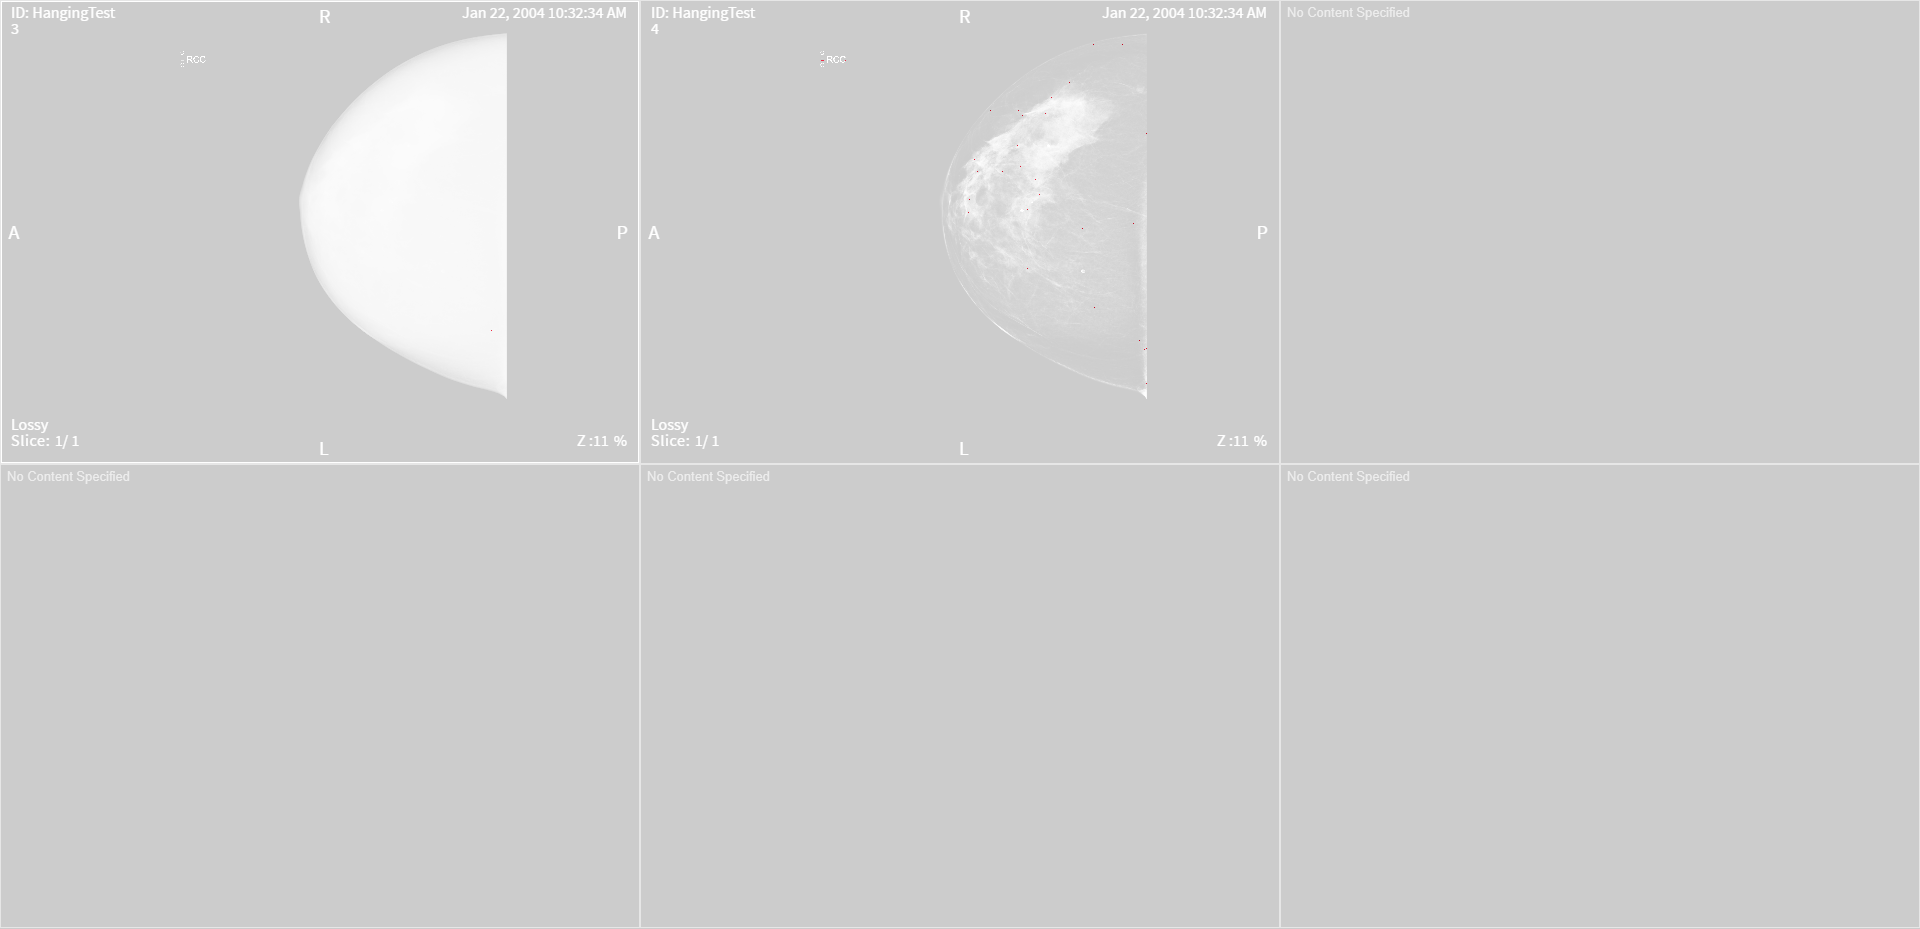 ID: HangingTest
3
R
Jan 22, 2004 10:32:34 AM
RCC
A
P
Lossy
Slice: 1/ 1
L
Z :11 %
ID: HangingTest
4
R
Jan 22, 2004 10:32:34 AM
RCC
A
P
Lossy
Slice: 1/ 1
L
Z :11 %
No Content Specified
No Content Specified
No Content Specified
No Content Specified